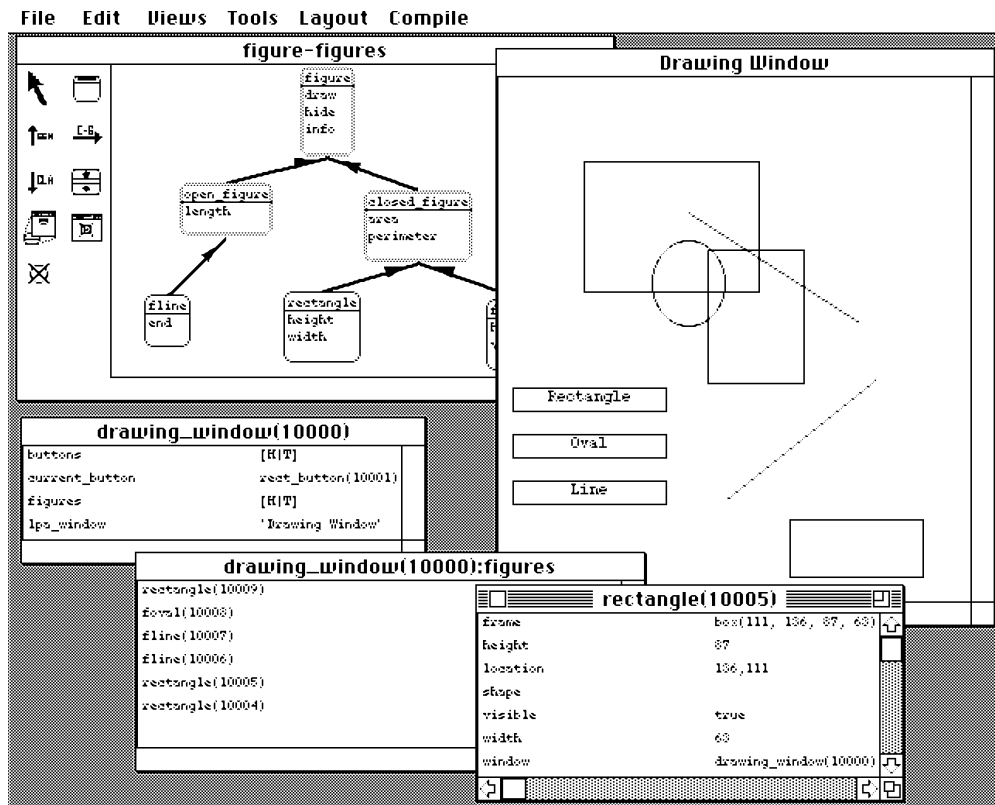 File Edit Views Tools Layout Compile
figure-figures
figure
draw
hide
info
open_figure
length
closed_figure
area
perimeter
fline
end
rectangle
height
width
Drawing Window
Rectangle
Oval
Line
drawing_window(10000)
buttons [H|T]
current_button rect_button(10001)
figures [H|T]
lpa_window 'Drawing Window'
drawing_window(10000):figures
rectangle(10009)
foval(10008)
fline(10007)
fline(10006)
rectangle(10005)
rectangle(10004)
rectangle(10005)
frame box(111, 136, 87, 63)
height 87
location 136,111
shape
visible true
width 63
window drawing_window(10000)